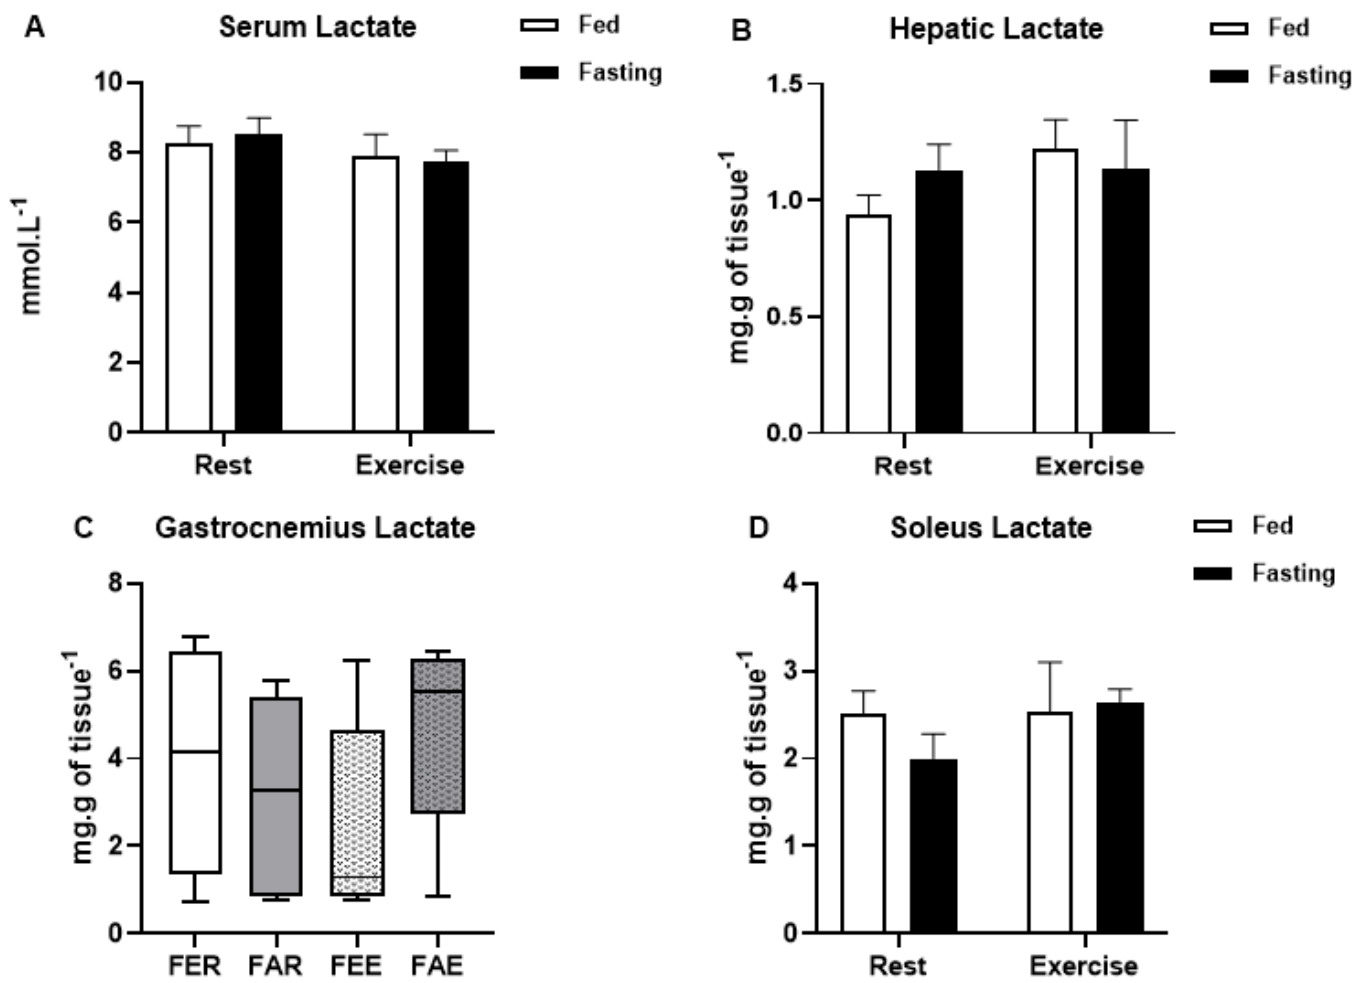 A
Serum Lactate
Fed
Fasting
mmol.L⁻¹
10
8
6
4
2
0
Rest
Exercise
B
Hepatic Lactate
Fed
Fasting
mg.g of tissue⁻¹
1.5
1.0
0.5
0.0
Rest
Exercise
C
Gastrocnemius Lactate
mg.g of tissue⁻¹
8
6
4
2
0
FER
FAR
FEE
FAE
D
Soleus Lactate
Fed
Fasting
mg.g of tissue⁻¹
4
3
2
1
0
Rest
Exercise